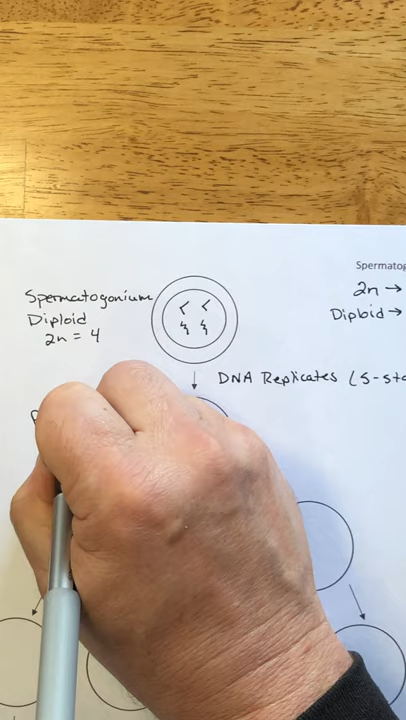 Spermatog
Spermatogonium
Diploid
2n = 4
2n →
Diploid →
DNA Replicates (S-sta